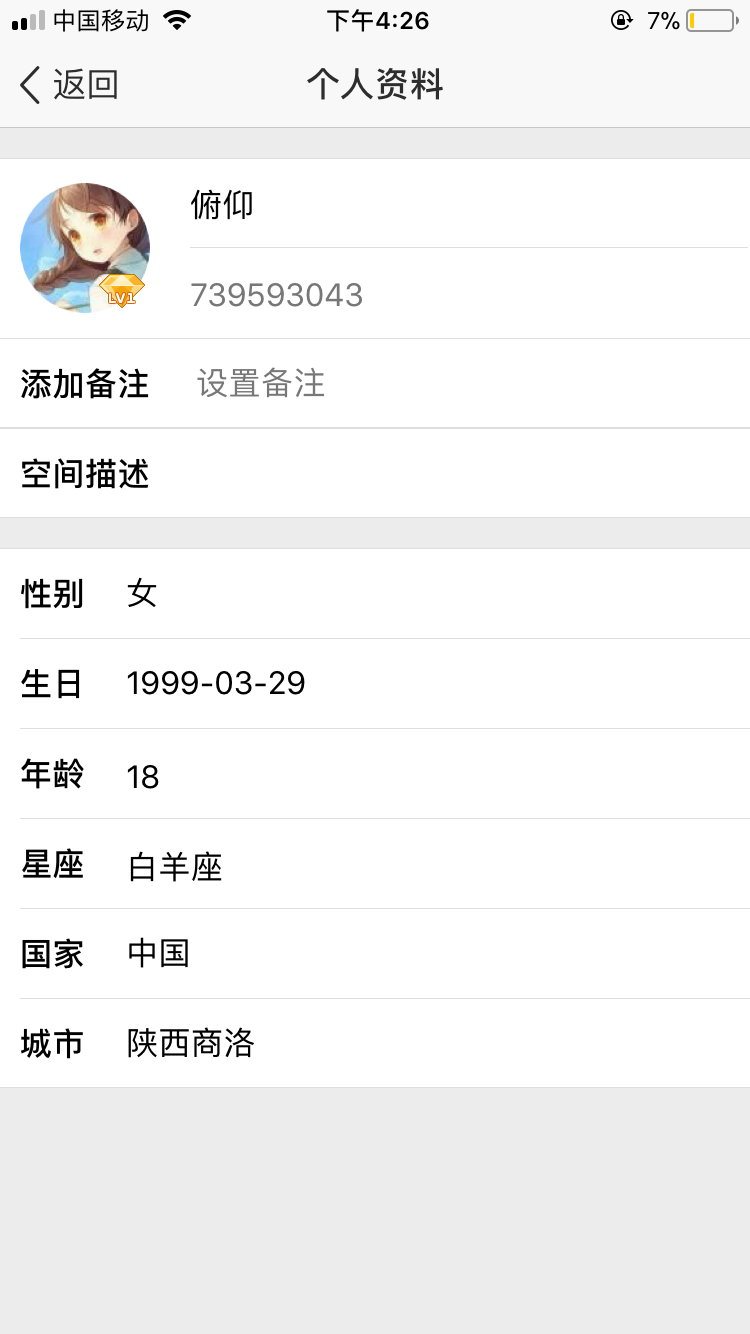 中国移动 下午4:26 7%
返回 个人资料
俯仰
LV1
739593043
添加备注 设置备注
空间描述
性别 女
生日 1999-03-29
年龄 18
星座 白羊座
国家 中国
城市 陕西商洛